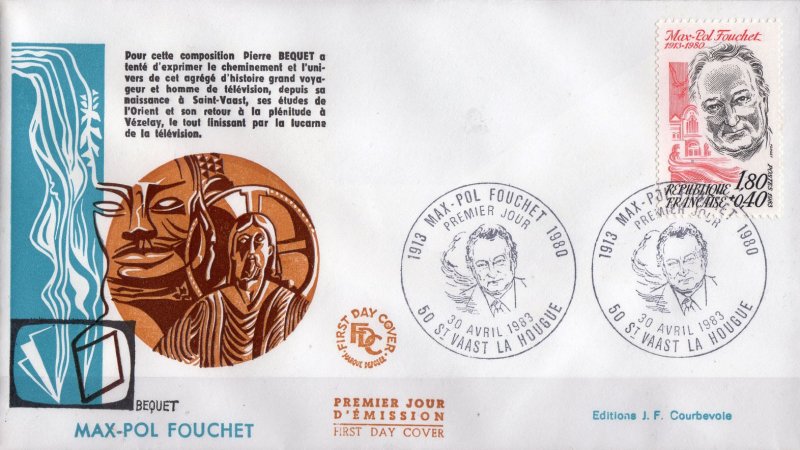 Pour cette composition Pierre BEQUET a
tenté d'exprimer le cheminement et l'uni-
vers de cet agrégé d'histoire grand voya-
geur et homme de télévision, depuis sa
naissance à Saint-Vaast, ses études de
l'Orient et son retour à la plénitude à
Vézelay, le tout finissant par la lucarne
de la télévision.
Max-Pol Fouchet
1913-1980
POSTES 1983
1,80
+0,40
REPUBLIQUE
FRANÇAISE
1913 MAX-POL FOUCHET 1980
PREMIER JOUR
30 AVRIL 1983
50 ST VAAST LA HOUGUE
1913 MAX-POL FOUCHET 1980
PREMIER JOUR
30 AVRIL 1983
50 ST VAAST LA HOUGUE
FIRST DAY COVER
FDC
MARQUE DEPOSEE
BEQUET
MAX-POL FOUCHET
PREMIER JOUR
D'ÉMISSION
FIRST DAY COVER
Editions J. F. Courbevoie